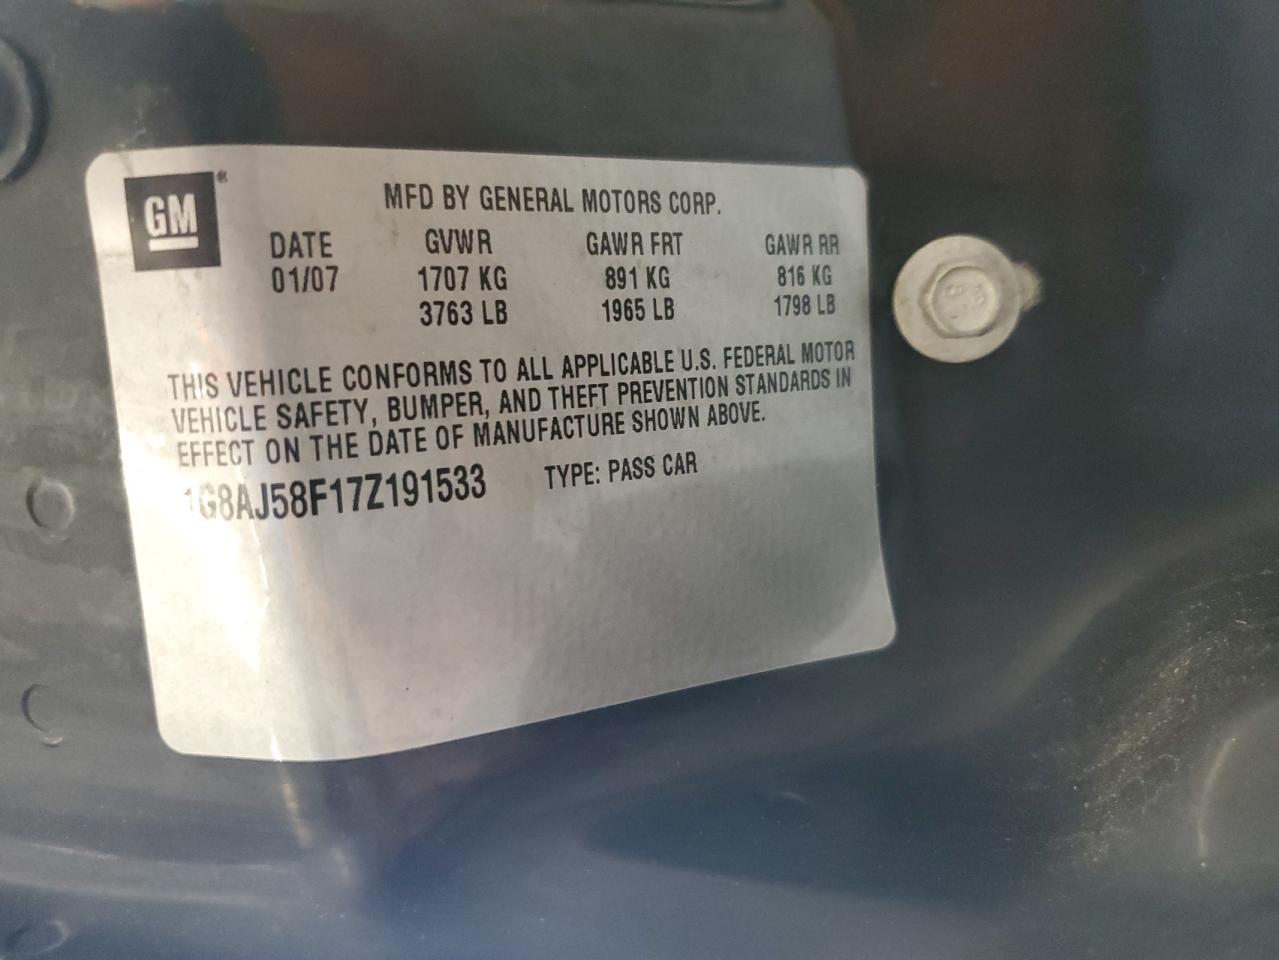 GM®
MFD BY GENERAL MOTORS CORP.
DATE GVWR GAWR FRT GAWR RR
01/07 1707 KG 891 KG 816 KG
3763 LB 1965 LB 1798 LB
THIS VEHICLE CONFORMS TO ALL APPLICABLE U.S. FEDERAL MOTOR
VEHICLE SAFETY, BUMPER, AND THEFT PREVENTION STANDARDS IN
EFFECT ON THE DATE OF MANUFACTURE SHOWN ABOVE.
1G8AJ58F17Z191533 TYPE: PASS CAR